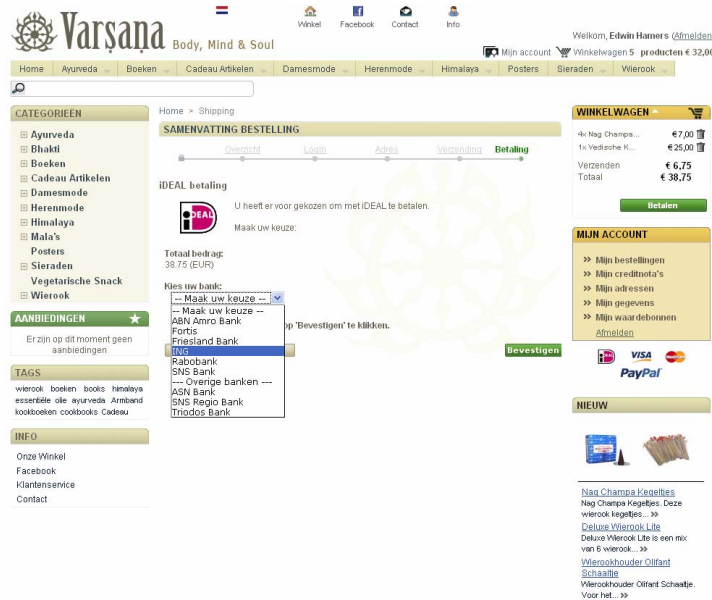 Varsana Body, Mind & Soul
Winkel Facebook Contact Info
Welkom, Edwin Hamers (Afmelden
Mijn account Winkelwagen 5 producten € 32,00
Home Ayurveda Boeken Cadeau Artikelen Damesmode Herenmode Himalaya Posters Sieraden Wierook
CATEGORIEËN
Ayurveda
Bhakti
Boeken
Cadeau Artikelen
Damesmode
Herenmode
Himalaya
Mala's
Posters
Sieraden
Vegetarische Snack
Wierook
AANBIEDINGEN
Er zijn op dit moment geen
aanbiedingen
TAGS
wierook boeken books himalaya
essentiële olie ayurveda Armband
kookboeken cookbooks Cadeau
INFO
Onze Winkel
Facebook
Klantenservice
Contact
Home > Shipping
SAMENVATTING BESTELLING
Overzicht Login Adres Verzending Betaling
iDEAL betaling
iDEAL
U heeft er voor gekozen om met iDEAL te betalen.
Maak uw keuze:
Totaal bedrag:
38.75 (EUR)
Kies uw bank:
-- Maak uw keuze --
-- Maak uw keuze --
ABN Amro Bank
Fortis
Friesland Bank
ING
Rabobank
SNS Bank
--- Overige banken ---
ASN Bank
SNS Regio Bank
Triodos Bank
op 'Bevestigen' te klikken.
Bevestigen
WINKELWAGEN
4x Nag Champa... €7,00
1x Vedische K... €25,00
Verzenden € 6,75
Totaal € 38,75
Betalen
MIJN ACCOUNT
Mijn bestellingen
Mijn creditnota's
Mijn adressen
Mijn gegevens
Mijn waardebonnen
Afmelden
iDEAL VISA MasterCard
PayPal
NIEUW
Nag Champa Kegeltjes
Nag Champa Kegeltjes. Deze
wierook kegeltjes... »
Deluxe Wierook Lite
Deluxe Wierook Lite is een mix
van 6 wierook... »
Wierookhouder Olifant
Schaaltje
Wierookhouder Olifant Schaaltje.
Voor het... »